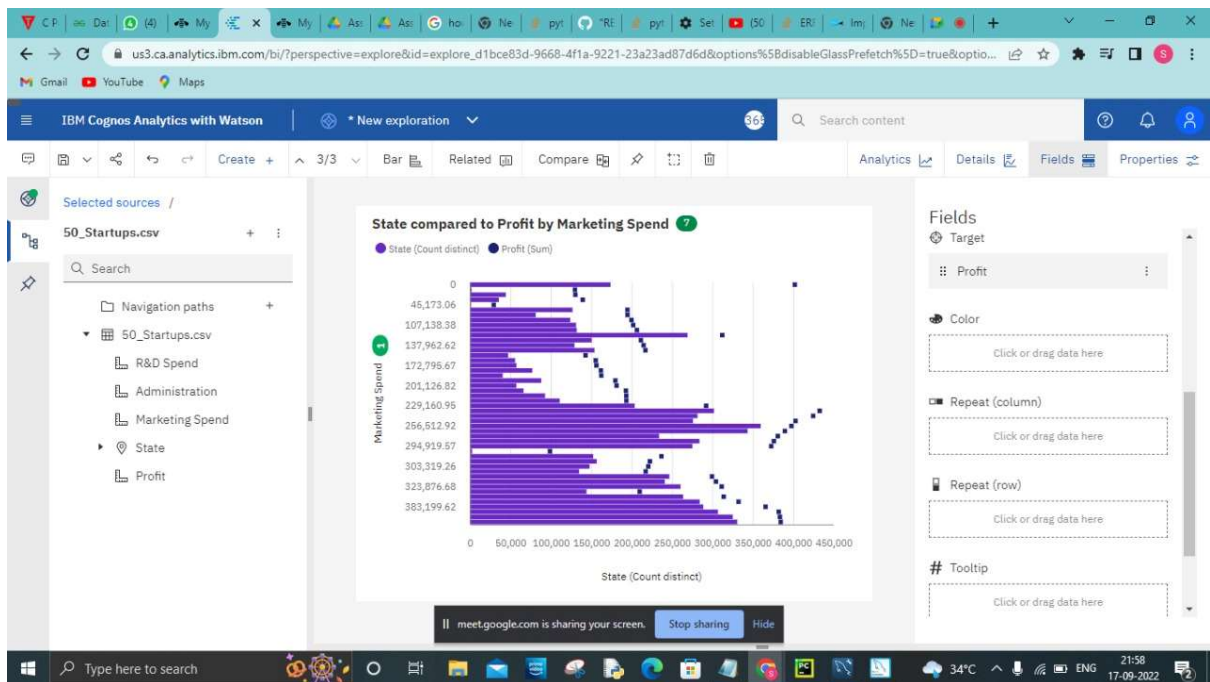 C P
Dat
(4)
My
My
Ass
Ass
hov
Ne
pyt
"RE
pyt
Set
(50
ERI
Imp
Ne
us3.ca.analytics.ibm.com/bi/?perspective=explore&id=explore_d1bce83d-9668-4f1a-9221-23a23ad87d6d&options%5BdisableGlassPrefetch%5D=true&optio...
S
Gmail YouTube Maps
IBM Cognos Analytics with Watson
* New exploration
Search content
Create +
3/3
Bar
Related
Compare
Analytics
Details
Fields
Properties
Selected sources /
50_Startups.csv
Search
Navigation paths
50_Startups.csv
R&D Spend
Administration
Marketing Spend
State
Profit
State compared to Profit by Marketing Spend 7
State (Count distinct) Profit (Sum)
Marketing Spend
0
45,173.06
107,138.38
137,962.62
172,795.67
201,126.82
229,160.95
256,512.92
294,919.57
303,319.26
323,876.68
383,199.62
0 50,000 100,000 150,000 200,000 250,000 300,000 350,000 400,000 450,000
State (Count distinct)
Fields
Target
Profit
Color
Click or drag data here
Repeat (column)
Click or drag data here
Repeat (row)
Click or drag data here
Tooltip
Click or drag data here
meet.google.com is sharing your screen. Stop sharing Hide
Type here to search
34°C
ENG
21:58
17-09-2022